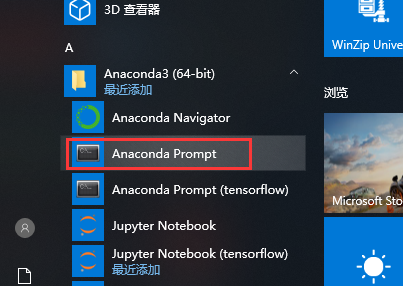 3D 查看器
WinZip Unive
A
Anaconda3 (64-bit)
最近添加
浏览
Anaconda Navigator
Anaconda Prompt
Anaconda Prompt (tensorflow)
Microsoft Sto
Jupyter Notebook
Jupyter Notebook (tensorflow)
最近添加